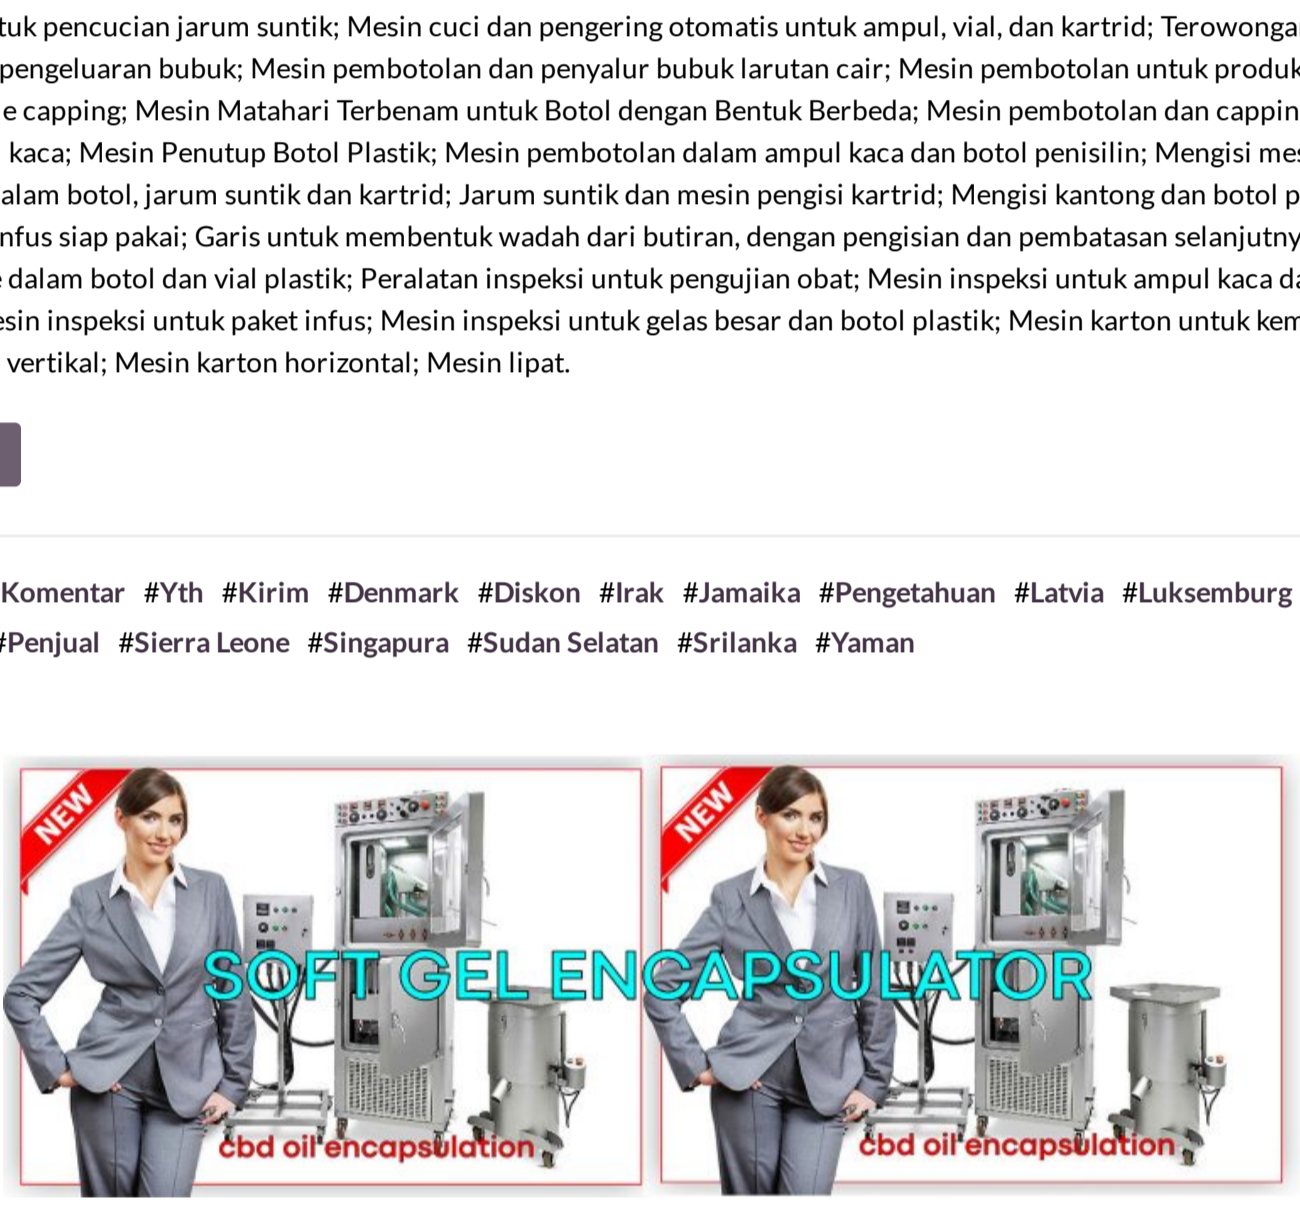 tuk pencucian jarum suntik; Mesin cuci dan pengering otomatis untuk ampul, vial, dan kartrid; Terowonga
pengeluaran bubuk; Mesin pembotolan dan penyalur bubuk larutan cair; Mesin pembotolan untuk produk
e capping; Mesin Matahari Terbenam untuk Botol dengan Bentuk Berbeda; Mesin pembotolan dan cappin
kaca; Mesin Penutup Botol Plastik; Mesin pembotolan dalam ampul kaca dan botol penisilin; Mengisi mes
alam botol, jarum suntik dan kartrid; Jarum suntik dan mesin pengisi kartrid; Mengisi kantong dan botol p
nfus siap pakai; Garis untuk membentuk wadah dari butiran, dengan pengisian dan pembatasan selanjutny
e dalam botol dan vial plastik; Peralatan inspeksi untuk pengujian obat; Mesin inspeksi untuk ampul kaca da
esin inspeksi untuk paket infus; Mesin inspeksi untuk gelas besar dan botol plastik; Mesin karton untuk kem
vertikal; Mesin karton horizontal; Mesin lipat.
Komentar #Yth #Kirim #Denmark #Diskon #Irak #Jamaika #Pengetahuan #Latvia #Luksemburg
#Penjual #Sierra Leone #Singapura #Sudan Selatan #Srilanka #Yaman
NEW NEW
SOFT GEL ENCAPSULATOR
cbd oil encapsulation cbd oil encapsulation